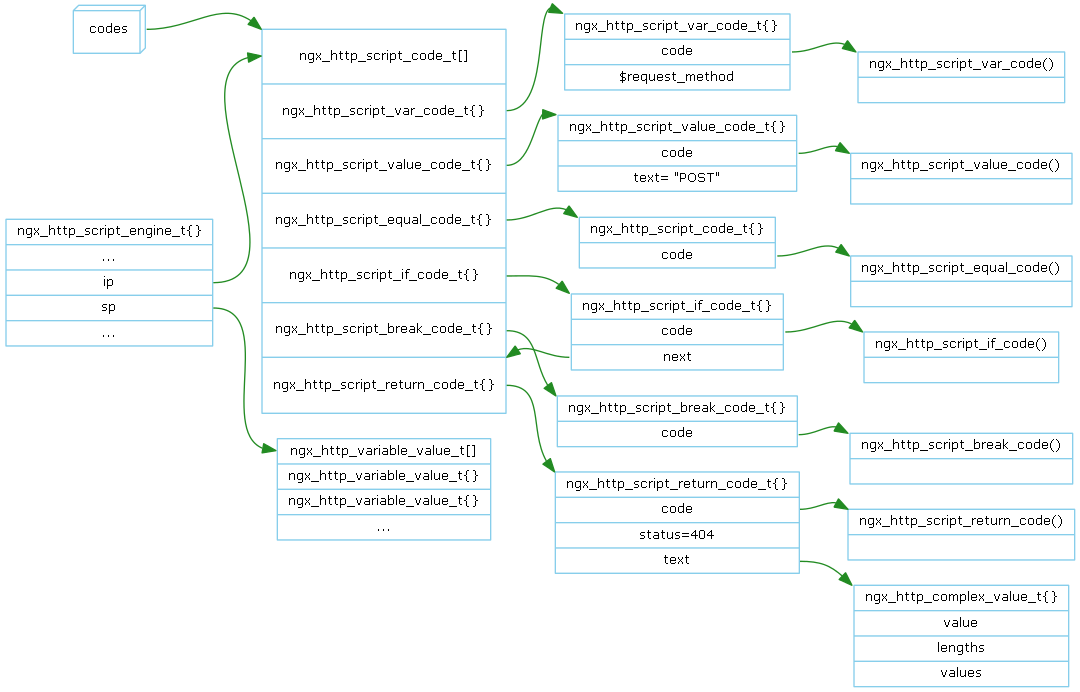 codes
ngx_http_script_code_t[]
ngx_http_script_var_code_t{}
ngx_http_script_value_code_t{}
ngx_http_script_equal_code_t{}
ngx_http_script_if_code_t{}
ngx_http_script_break_code_t{}
ngx_http_script_return_code_t{}
ngx_http_script_engine_t{}
...
ip
sp
...
ngx_http_variable_value_t[]
ngx_http_variable_value_t{}
ngx_http_variable_value_t{}
...
ngx_http_script_var_code_t{}
code
$request_method
ngx_http_script_var_code()
ngx_http_script_value_code_t{}
code
text= "POST"
ngx_http_script_value_code()
ngx_http_script_code_t{}
code
ngx_http_script_equal_code()
ngx_http_script_if_code_t{}
code
next
ngx_http_script_if_code()
ngx_http_script_break_code_t{}
code
ngx_http_script_break_code()
ngx_http_script_return_code_t{}
code
status=404
text
ngx_http_script_return_code()
ngx_http_complex_value_t{}
value
lengths
values